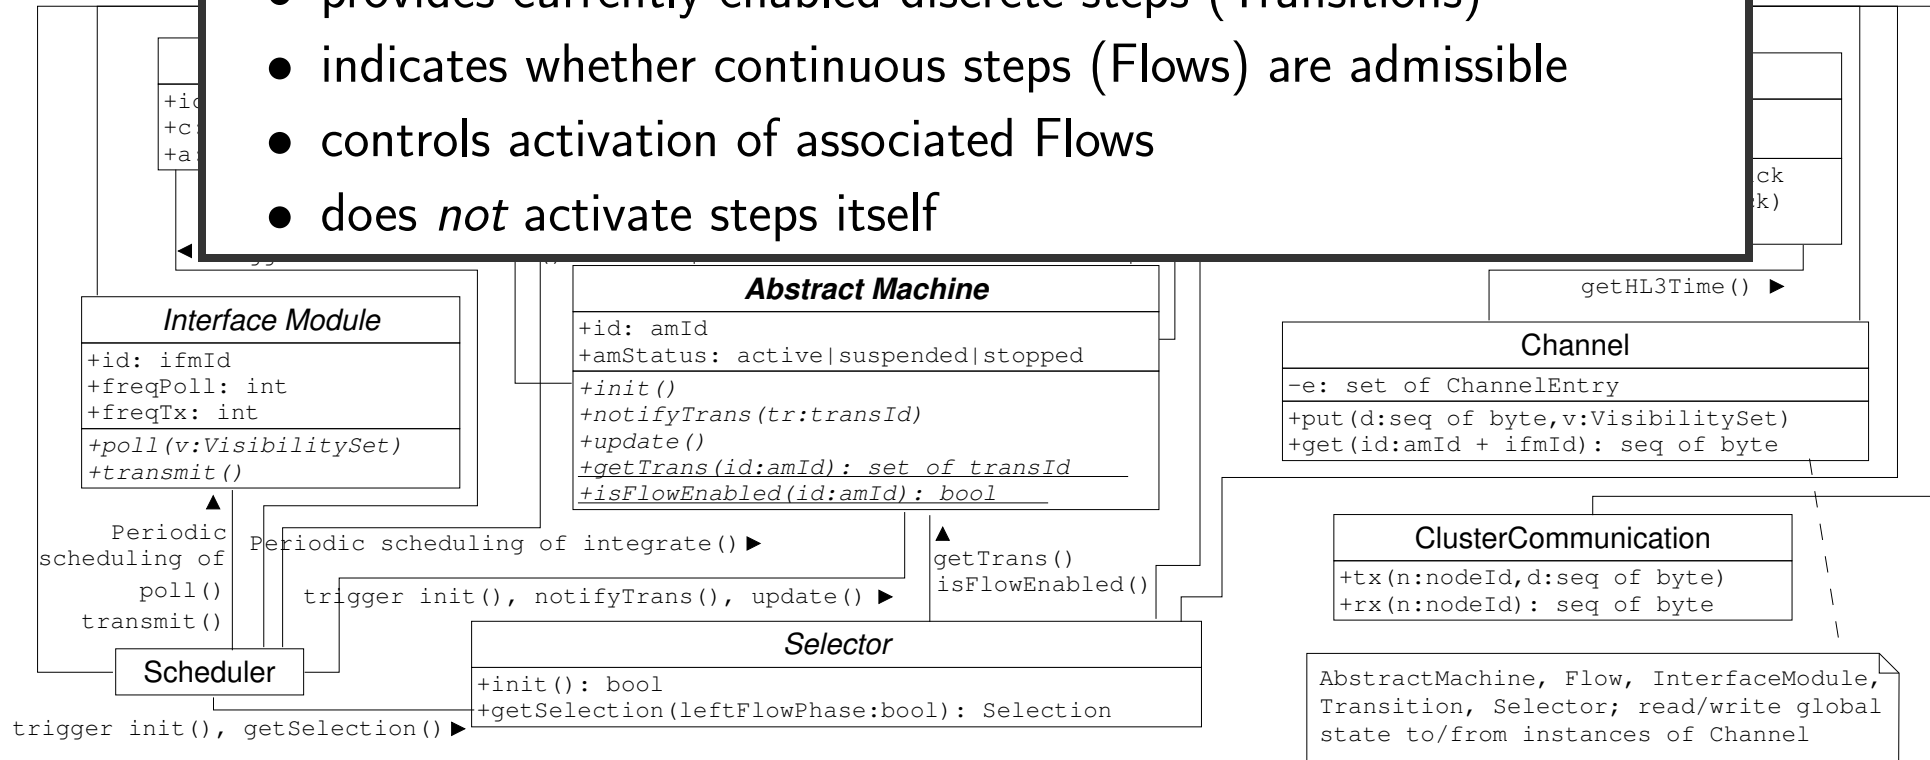 • provides currently enabled discrete steps (Transitions)
• indicates whether continuous steps (Flows) are admissible
• controls activation of associated Flows
• does not activate steps itself
getHL3Time() ►
Interface Module
+id: ifmId
+freqPoll: int
+freqTx: int
+poll(v:VisibilitySet)
+transmit()
Abstract Machine
+id: amId
+amStatus: active|suspended|stopped
+init()
+notifyTrans(tr:transId)
+update()
+getTrans(id:amId): set of transId
+isFlowEnabled(id:amId): bool
Channel
-e: set of ChannelEntry
+put(d:seq of byte,v:VisibilitySet)
+get(id:amId + ifmId): seq of byte
Periodic
scheduling of
poll()
transmit()
Periodic scheduling of integrate() ►
trigger init(), notifyTrans(), update() ►
getTrans()
isFlowEnabled()
ClusterCommunication
+tx(n:nodeId,d:seq of byte)
+rx(n:nodeId): seq of byte
Scheduler
trigger init(), getSelection() ►
Selector
+init(): bool
+getSelection(leftFlowPhase:bool): Selection
AbstractMachine, Flow, InterfaceModule,
Transition, Selector; read/write global
state to/from instances of Channel